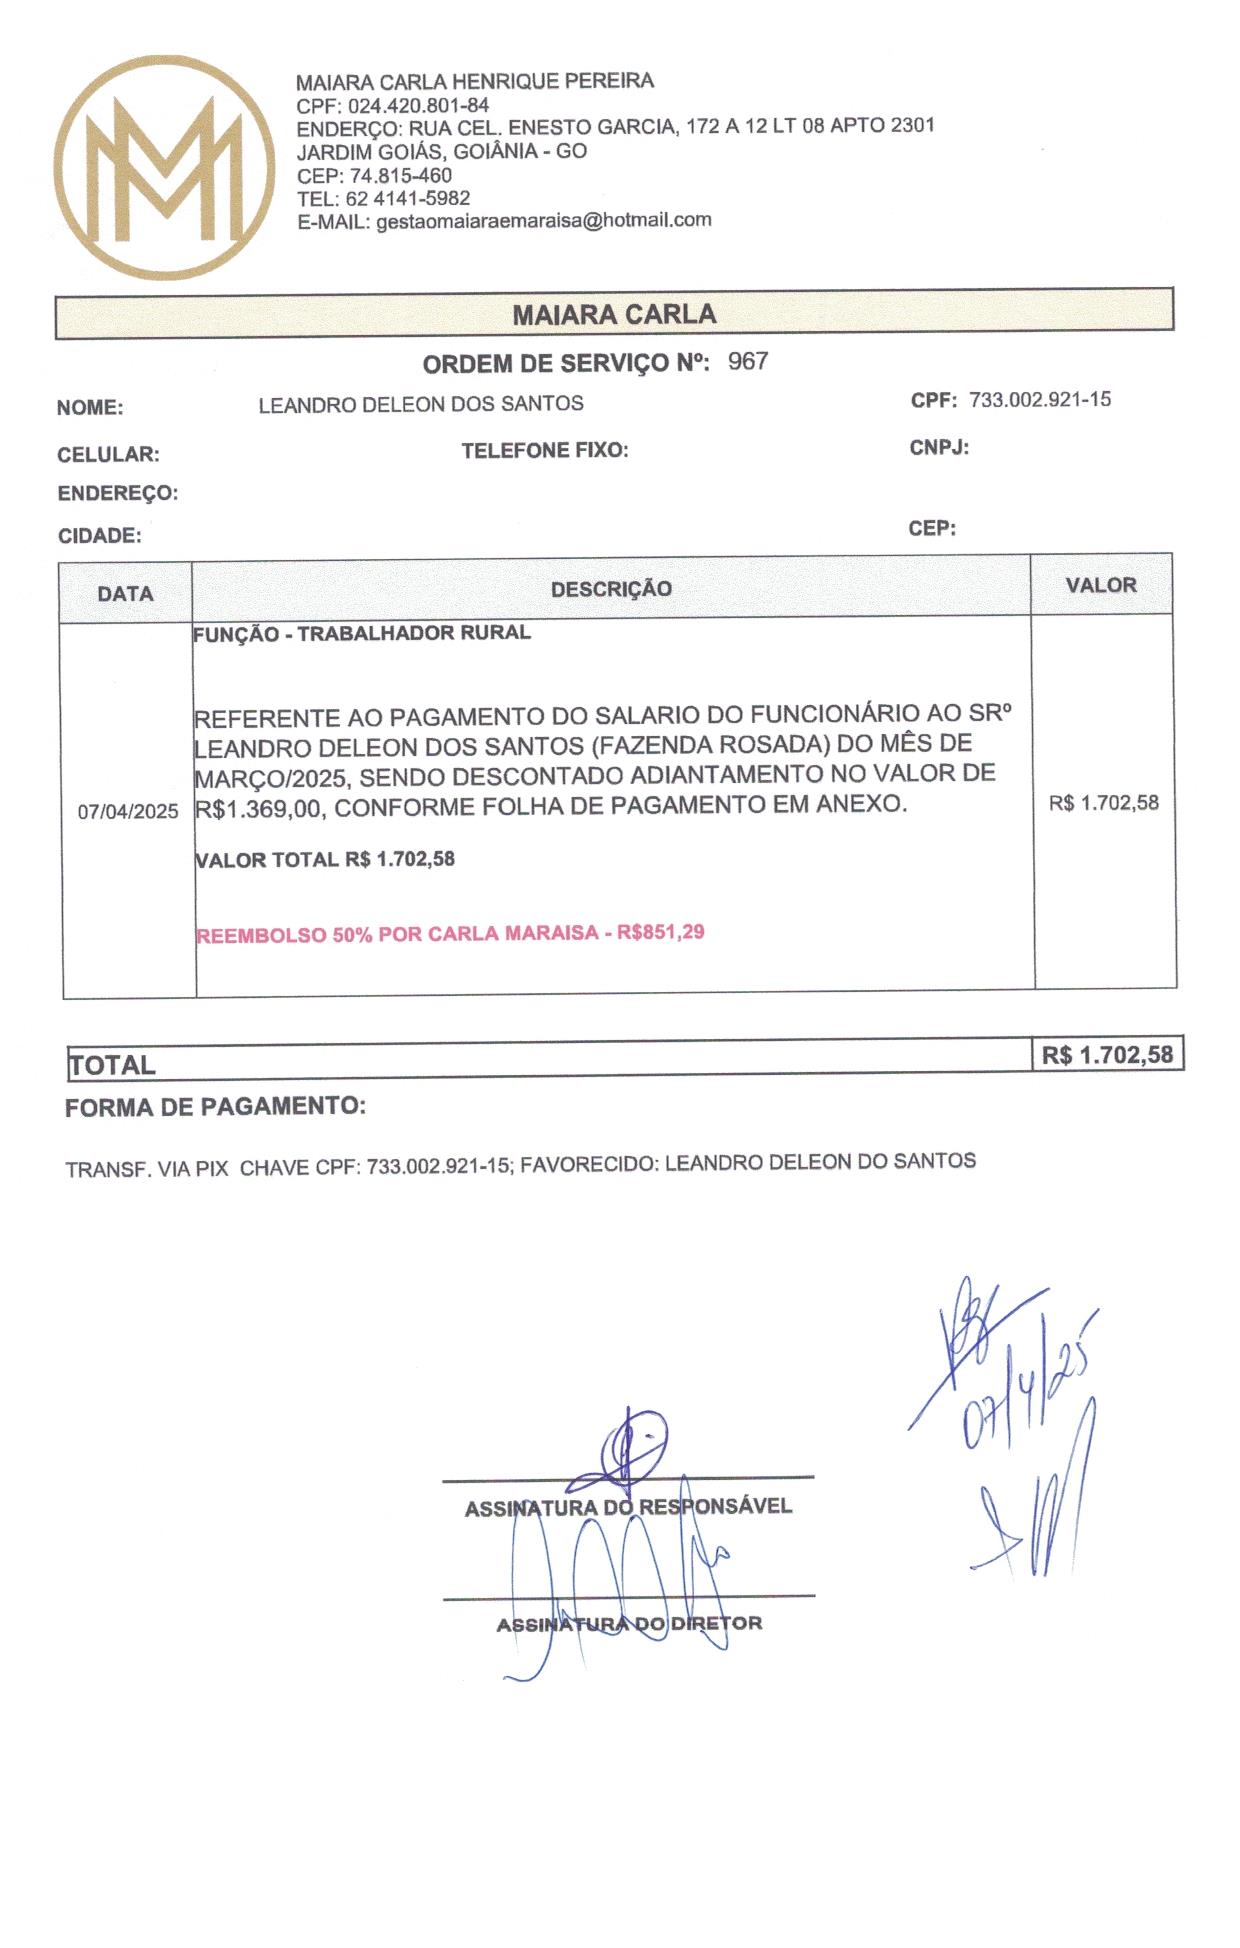 MAIARA CARLA HENRIQUE PEREIRA
CPF: 024.420.801-84
ENDERÇO: RUA CEL. ENESTO GARCIA, 172 A 12 LT 08 APTO 2301
JARDIM GOIÁS, GOIÂNIA - GO
CEP: 74.815-460
TEL: 62 4141-5982
E-MAIL: gestaomaiaraemaraisa@hotmail.com
MAIARA CARLA
ORDEM DE SERVIÇO Nº: 967
NOME: LEANDRO DELEON DOS SANTOS CPF: 733.002.921-15
CELULAR: TELEFONE FIXO: CNPJ:
ENDEREÇO:
CIDADE: CEP:
DATA DESCRIÇÃO VALOR
FUNÇÃO - TRABALHADOR RURAL
REFERENTE AO PAGAMENTO DO SALARIO DO FUNCIONÁRIO AO SRº
LEANDRO DELEON DOS SANTOS (FAZENDA ROSADA) DO MÊS DE
MARÇO/2025, SENDO DESCONTADO ADIANTAMENTO NO VALOR DE
07/04/2025 R$1.369,00, CONFORME FOLHA DE PAGAMENTO EM ANEXO. R$ 1.702,58
VALOR TOTAL R$ 1.702,58
REEMBOLSO 50% POR CARLA MARAISA - R$851,29
TOTAL R$ 1.702,58
FORMA DE PAGAMENTO:
TRANSF. VIA PIX CHAVE CPF: 733.002.921-15; FAVORECIDO: LEANDRO DELEON DO SANTOS
07/4/25
ASSINATURA DO RESPONSÁVEL
ASSINATURA DO DIRETOR